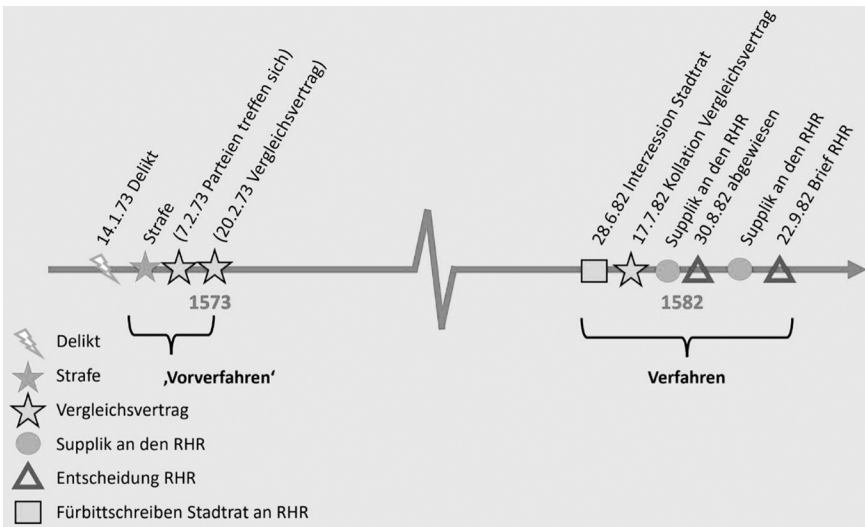 14.1.73 Delikt
Strafe
(7.2.73 Parteien treffen sich)
(20.2.73 Vergleichsvertrag)
28.6.82 Interzession Stadtrat
17.7.82 Kollation Vergleichsvertrag
Supplik an den RHR
30.8.82 abgewiesen
Supplik an den RHR
22.9.82 Brief RHR
1573
1582
‚Vorverfahren‘
Verfahren
Delikt
Strafe
Vergleichsvertrag
Supplik an den RHR
Entscheidung RHR
Fürbittschreiben Stadtrat an RHR